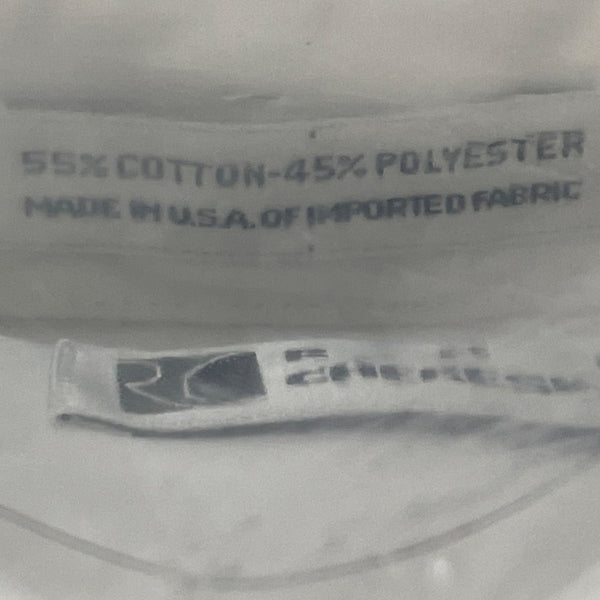 55% COTTON-45% POLYESTER
MADE IN U.S.A. OF IMPORTED FABRIC